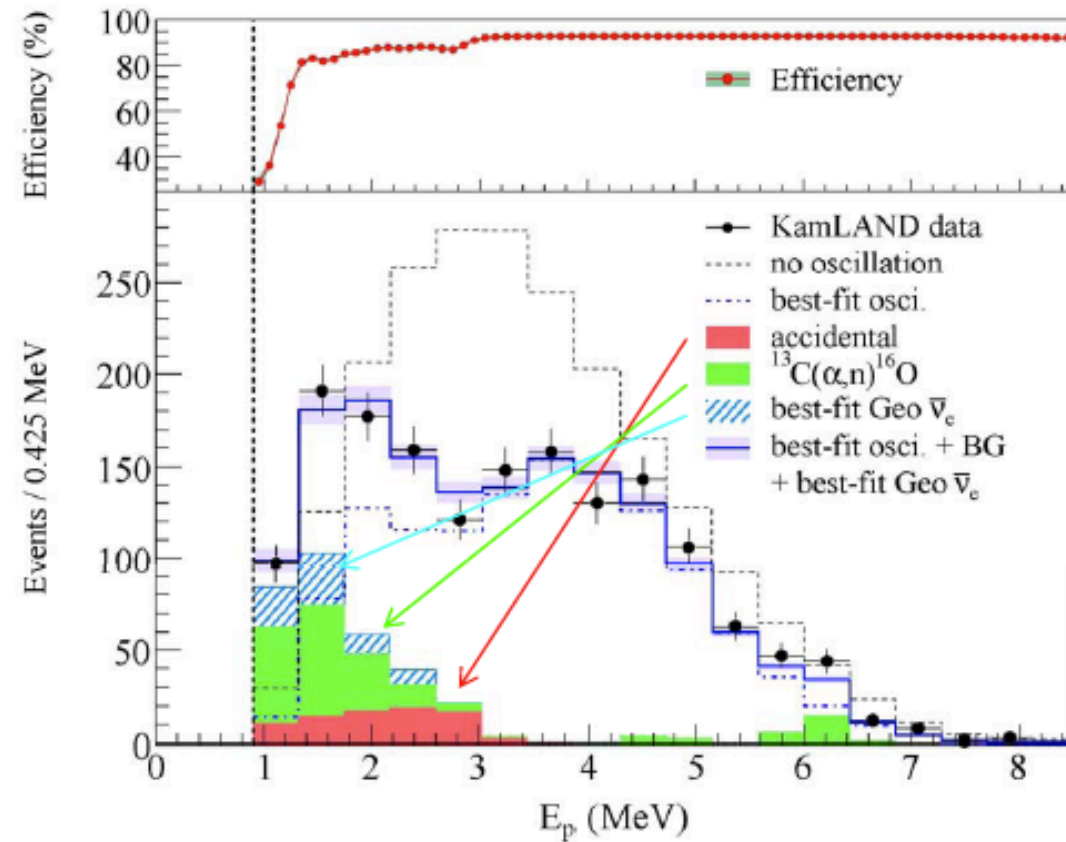 Efficiency (%)
100
80
60
40
Efficiency
Events / 0.425 MeV
250
200
150
100
50
0
KamLAND data
no oscillation
best-fit osci.
accidental
¹³C(α,n)¹⁶O
best-fit Geo ν̄ₑ
best-fit osci. + BG
+ best-fit Geo ν̄ₑ
0 1 2 3 4 5 6 7 8
Eₚ (MeV)